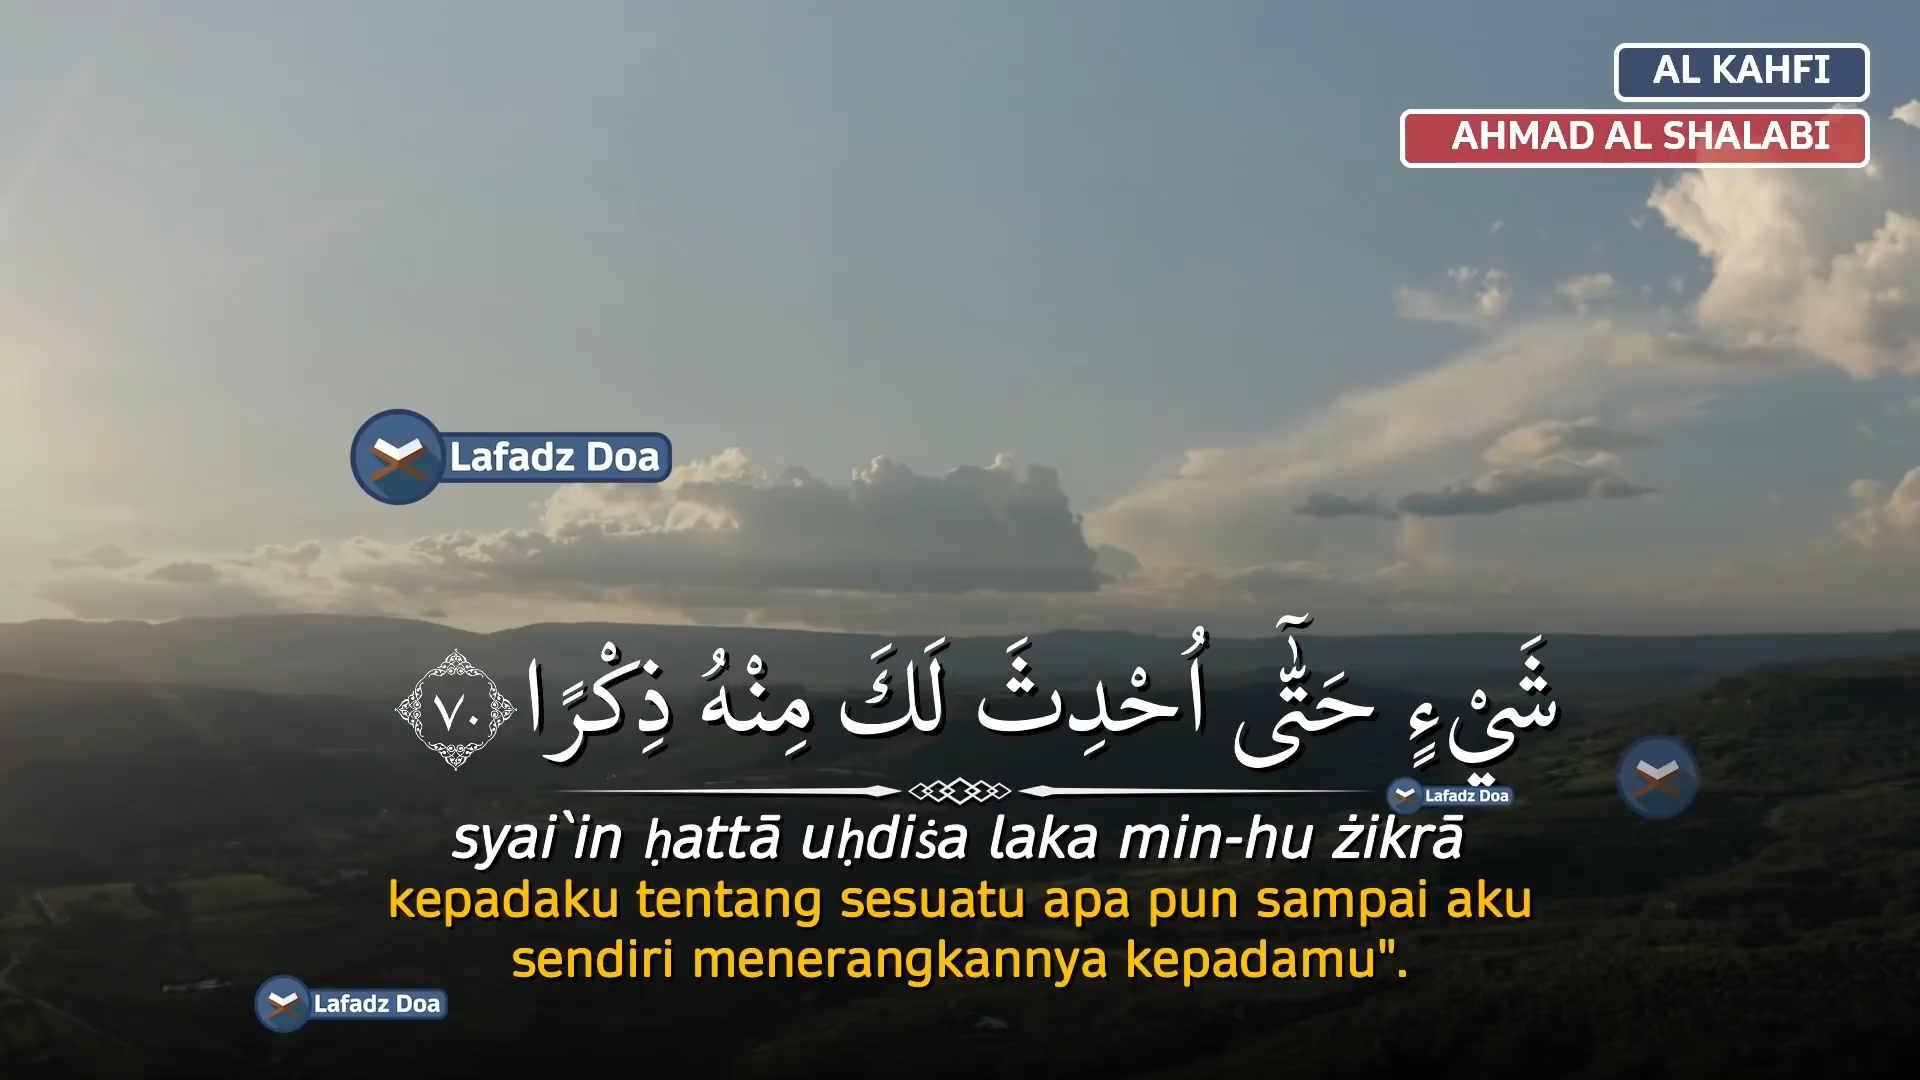 AL KAHFI
AHMAD AL SHALABI
Lafadz Doa
شَيْءٍ حَتّٰٓى اُحْدِثَ لَكَ مِنْهُ ذِكْرًا ٧٠
Lafadz Doa
syai`in ḥattā uḥdiṡa laka min-hu żikrā
kepadaku tentang sesuatu apa pun sampai aku
sendiri menerangkannya kepadamu".
Lafadz Doa